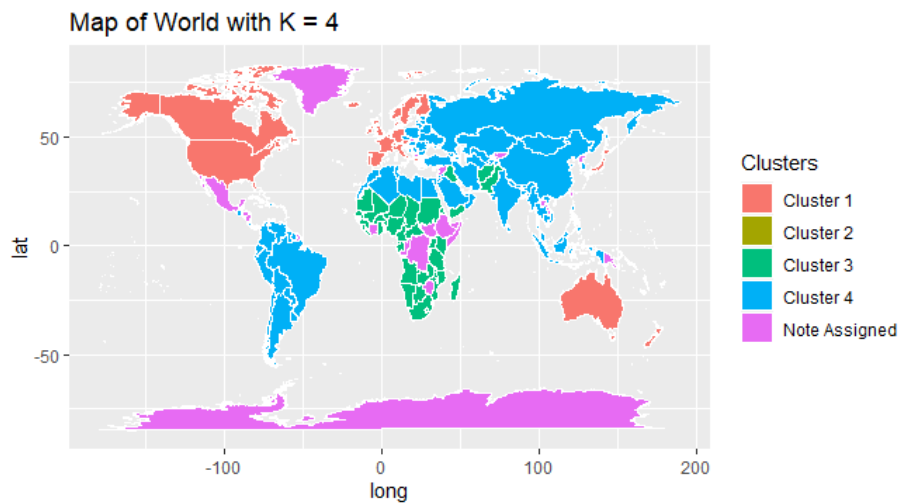 Map of World with K = 4
50
0
-50
lat
-100
0
100
200
long
Clusters
Cluster 1
Cluster 2
Cluster 3
Cluster 4
Note Assigned